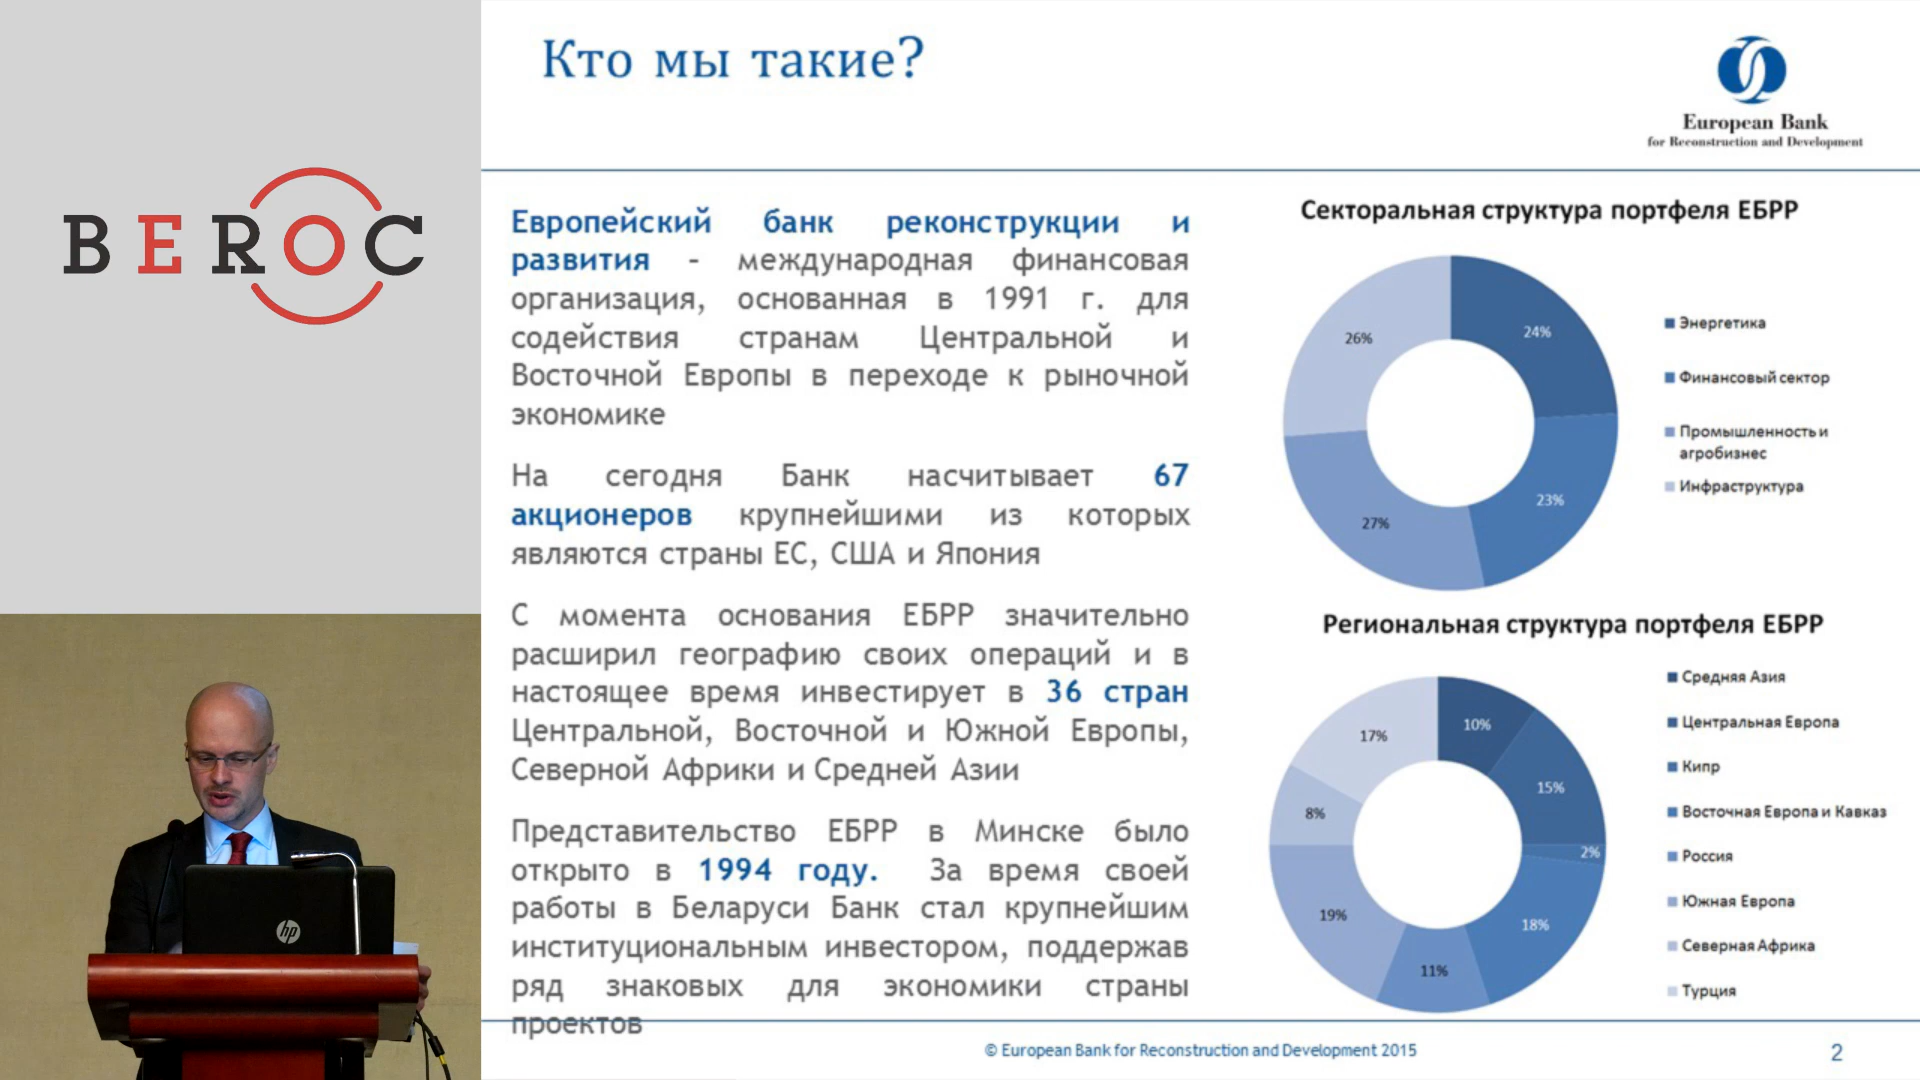 BEROC
hp
Кто мы такие?
European Bank
for Reconstruction and Development
Европейский банк реконструкции и
развития - международная финансовая
организация, основанная в 1991 г. для
содействия странам Центральной и
Восточной Европы в переходе к рыночной
экономике
На сегодня Банк насчитывает 67
акционеров крупнейшими из которых
являются страны ЕС, США и Япония
С момента основания ЕБРР значительно
расширил географию своих операций и в
настоящее время инвестирует в 36 стран
Центральной, Восточной и Южной Европы,
Северной Африки и Средней Азии
Представительство ЕБРР в Минске было
открыто в 1994 году. За время своей
работы в Беларуси Банк стал крупнейшим
институциональным инвестором, поддержав
ряд знаковых для экономики страны
проектов
Секторальная структура портфеля ЕБРР
24%
23%
27%
26%
Энергетика
Финансовый сектор
Промышленность и
агробизнес
Инфраструктура
Региональная структура портфеля ЕБРР
10%
15%
2%
18%
11%
19%
8%
17%
Средняя Азия
Центральная Европа
Кипр
Восточная Европа и Кавказ
Россия
Южная Европа
Северная Африка
Турция
© European Bank for Reconstruction and Development 2015
2